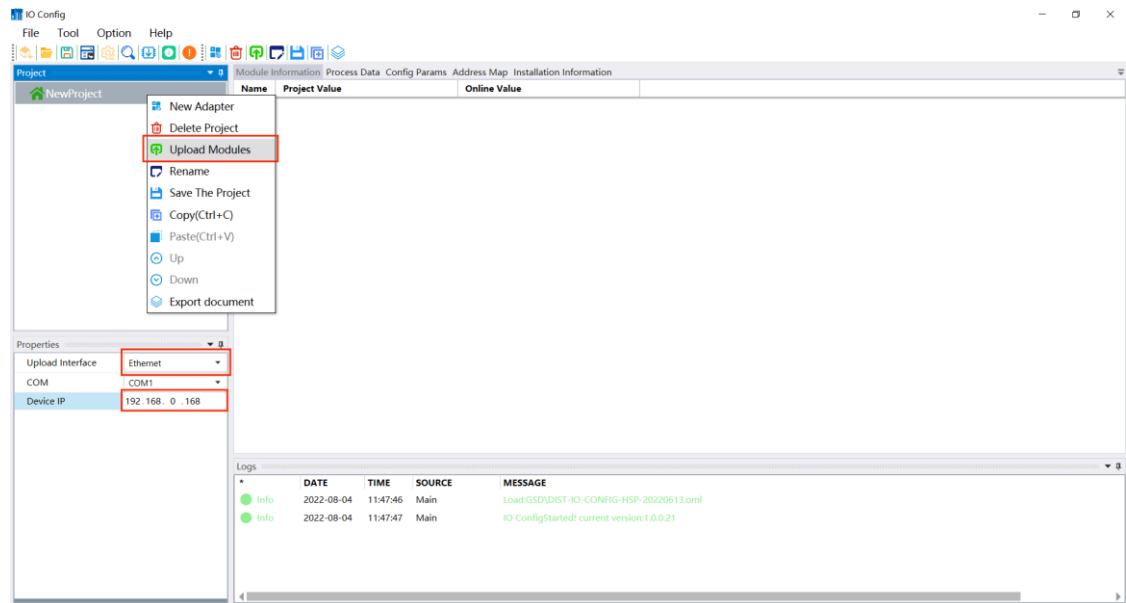 IO Config
File Tool Option Help
Project
Module Information Process Data Config Params Address Map Installation Information
Name Project Value Online Value
NewProject
New Adapter
Delete Project
Upload Modules
Rename
Save The Project
Copy(Ctrl+C)
Paste(Ctrl+V)
Up
Down
Export document
Properties
Upload Interface Ethernet
COM COM1
Device IP 192.168. 0 .168
Logs
* DATE TIME SOURCE MESSAGE
Info 2022-08-04 11:47:46 Main Load:GSD\DIST-IO-CONFIG-HSP-20220613.oml
Info 2022-08-04 11:47:47 Main IO ConfigStarted! current version:1.0.0.21